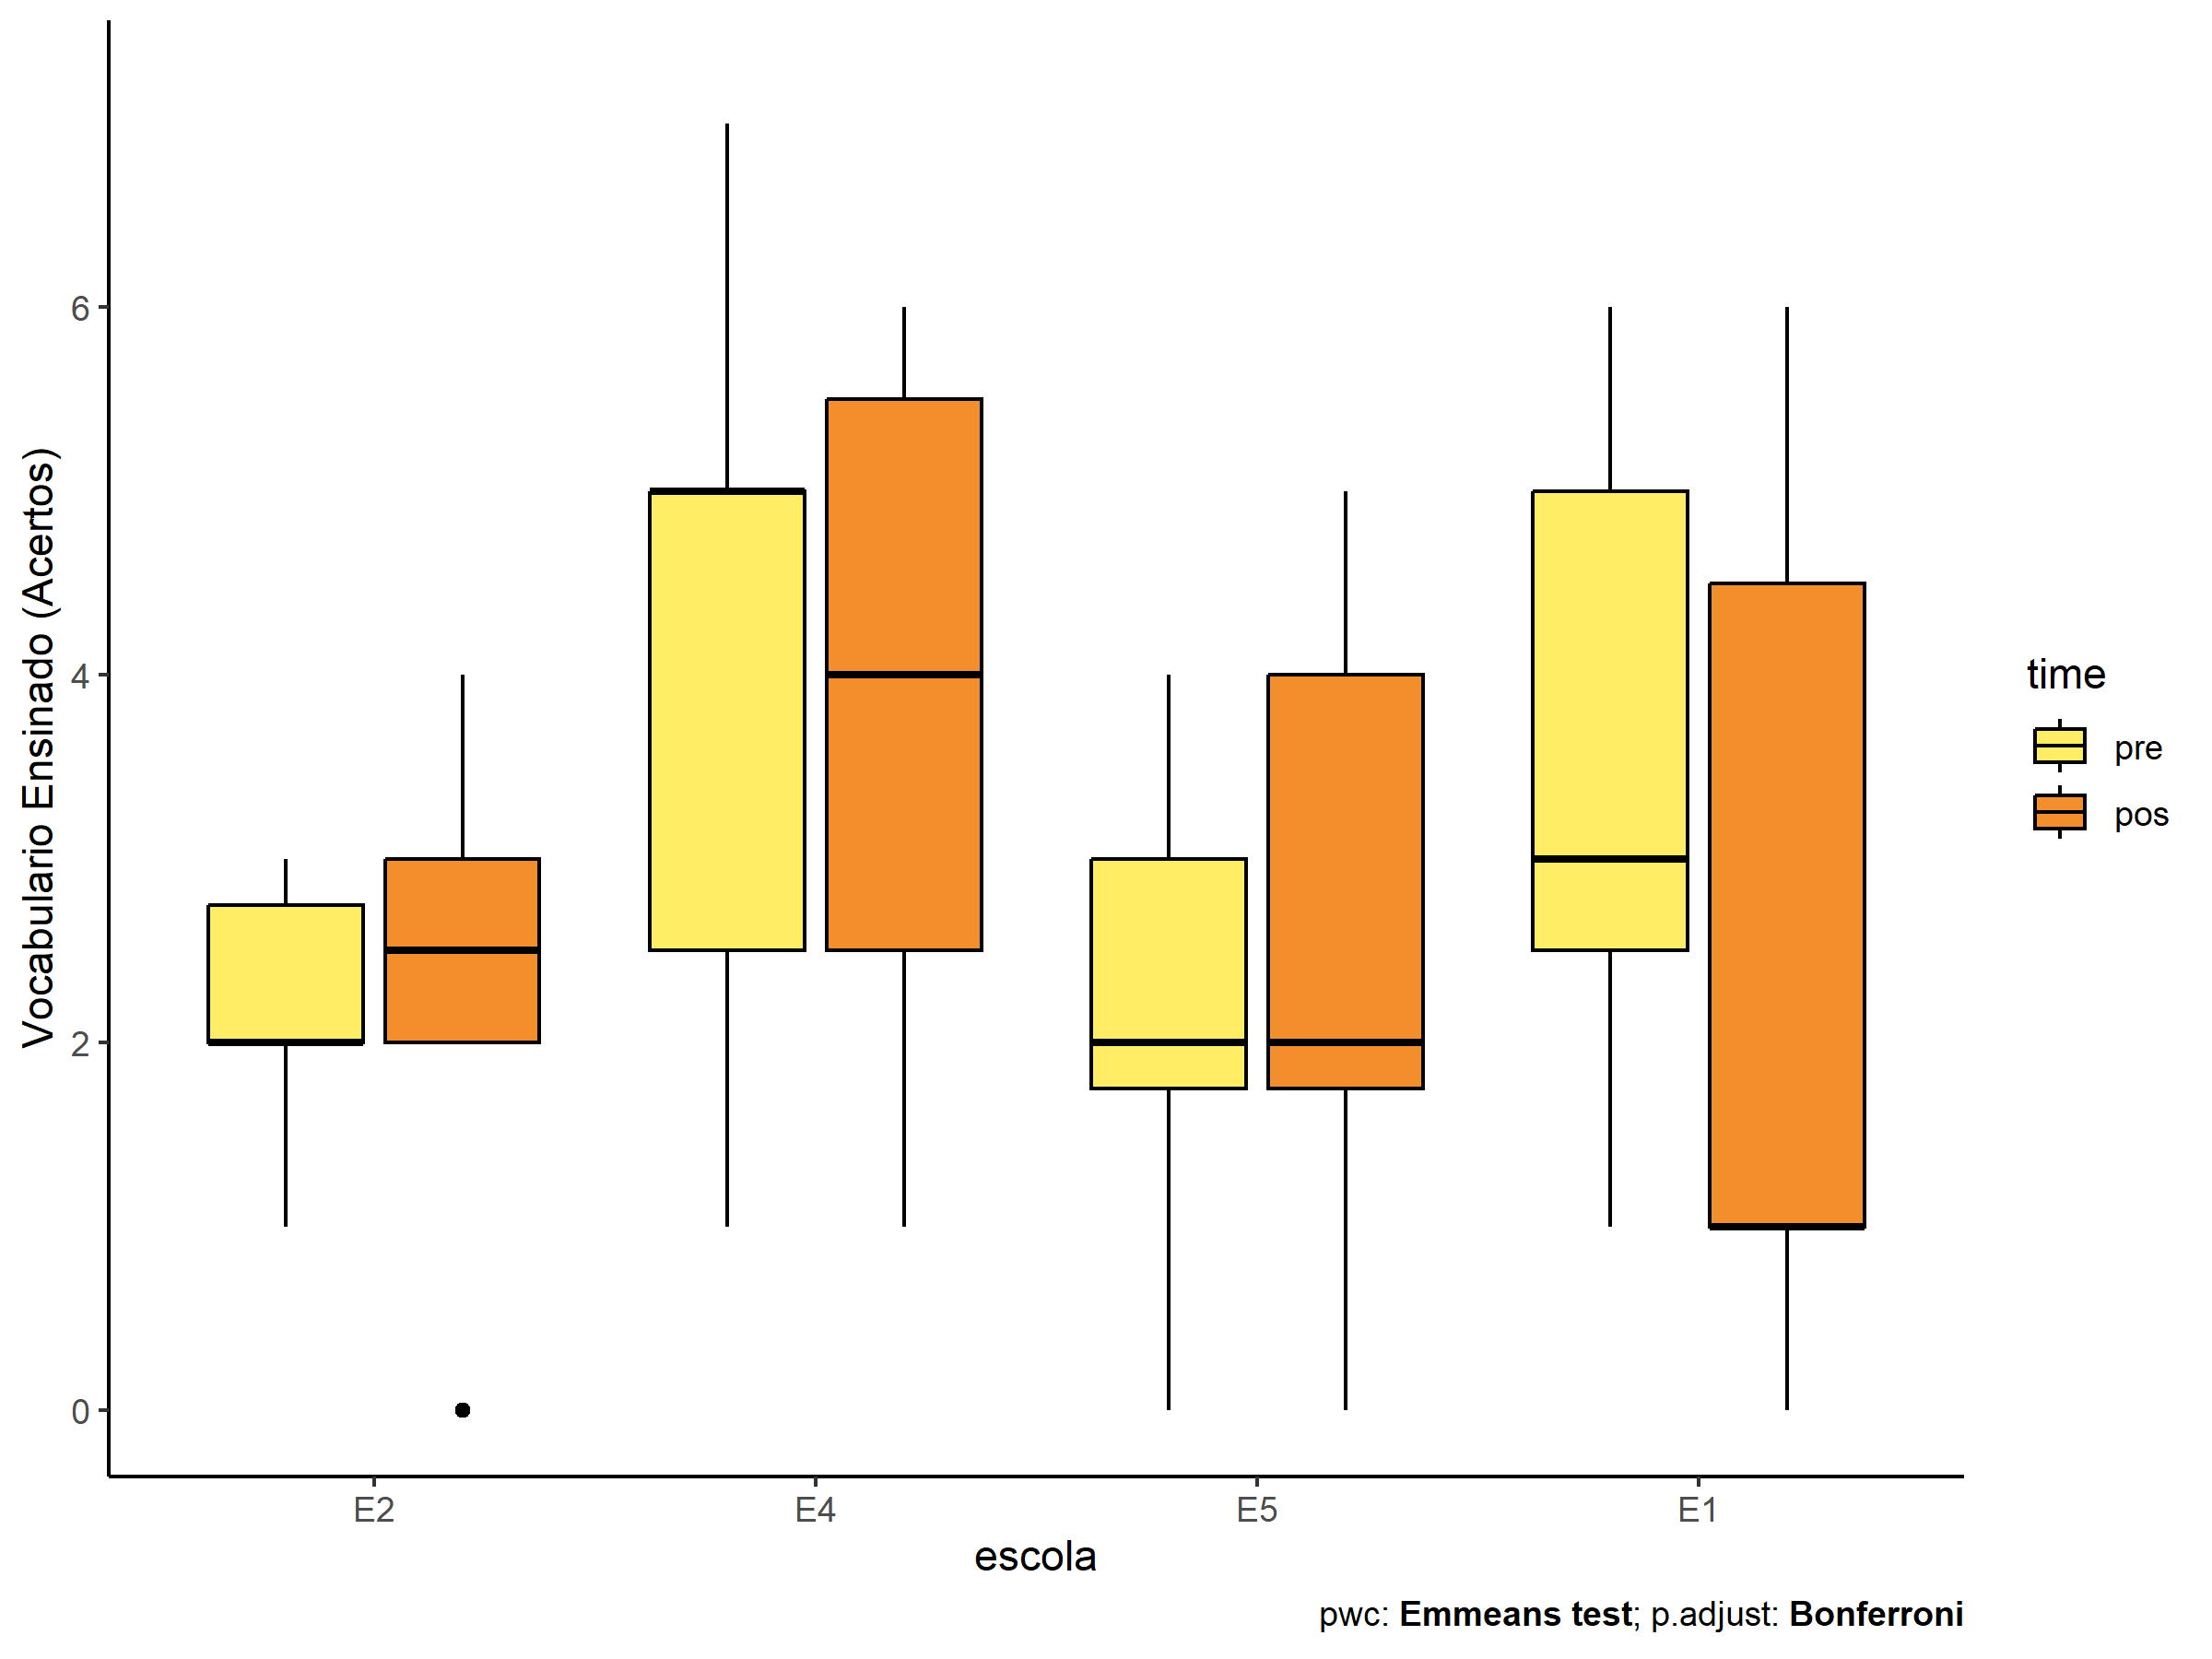 Vocabulario Ensinado (Acertos)
6
4
2
0
E2 E4 E5 E1
escola
time
pre
pos
pwc: Emmeans test; p.adjust: Bonferroni